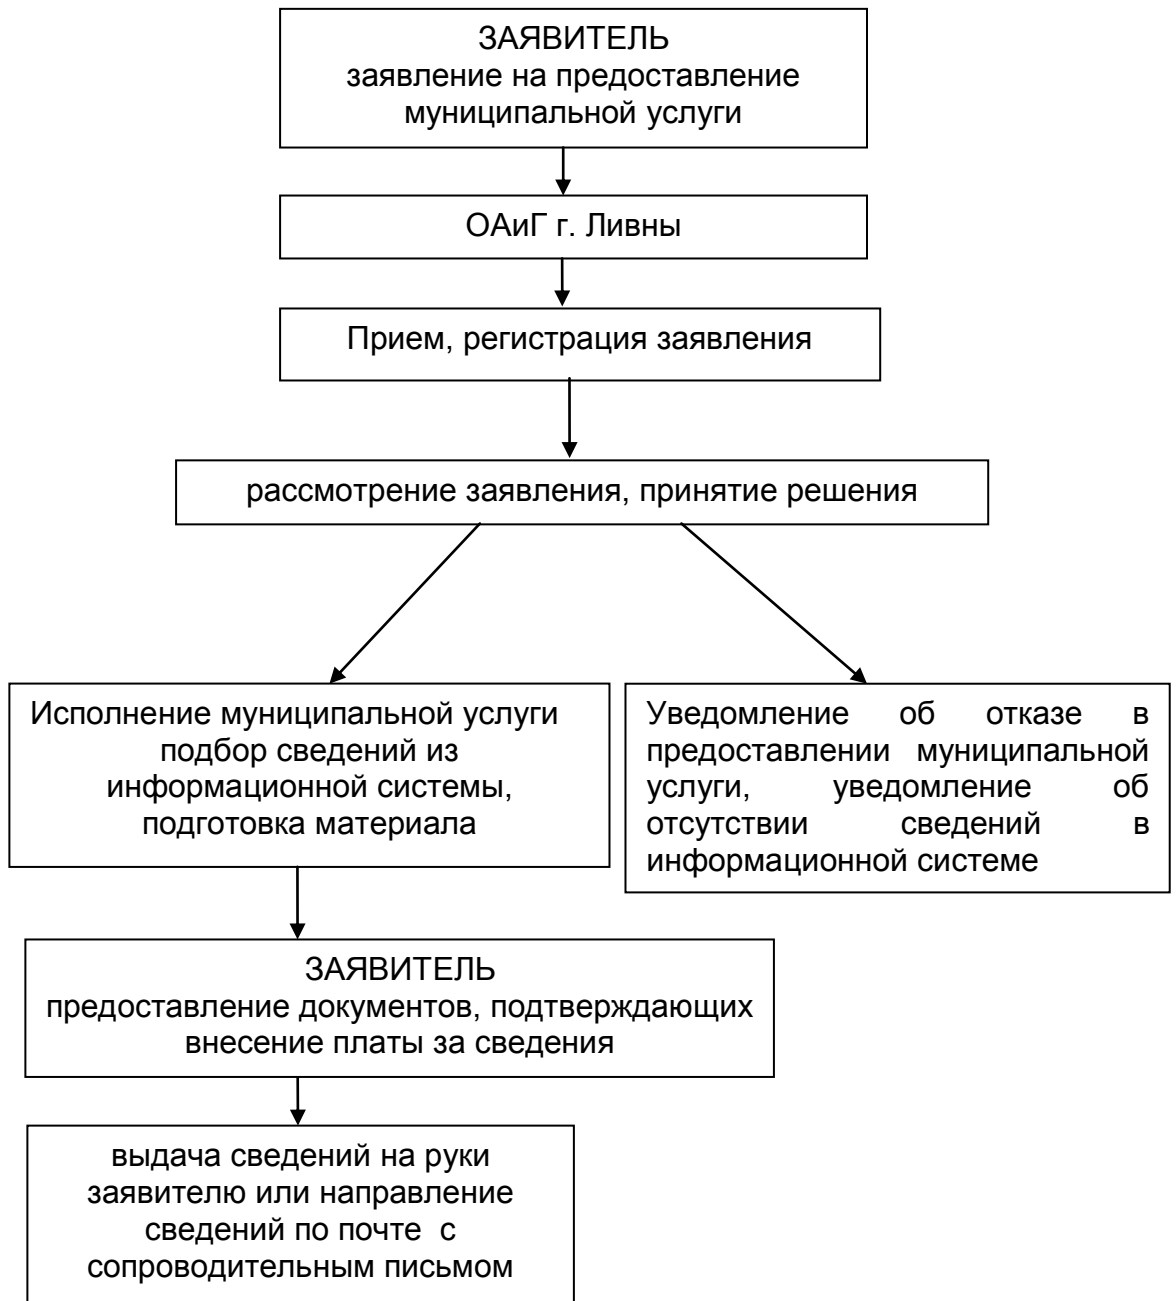 ЗАЯВИТЕЛЬ
заявление на предоставление
муниципальной услуги
ОАиГ г. Ливны
Прием, регистрация заявления
рассмотрение заявления, принятие решения
Исполнение муниципальной услуги
подбор сведений из
информационной системы,
подготовка материала
Уведомление об отказе в
предоставлении муниципальной
услуги, уведомление об
отсутствии сведений в
информационной системе
ЗАЯВИТЕЛЬ
предоставление документов, подтверждающих
внесение платы за сведения
выдача сведений на руки
заявителю или направление
сведений по почте с
сопроводительным письмом